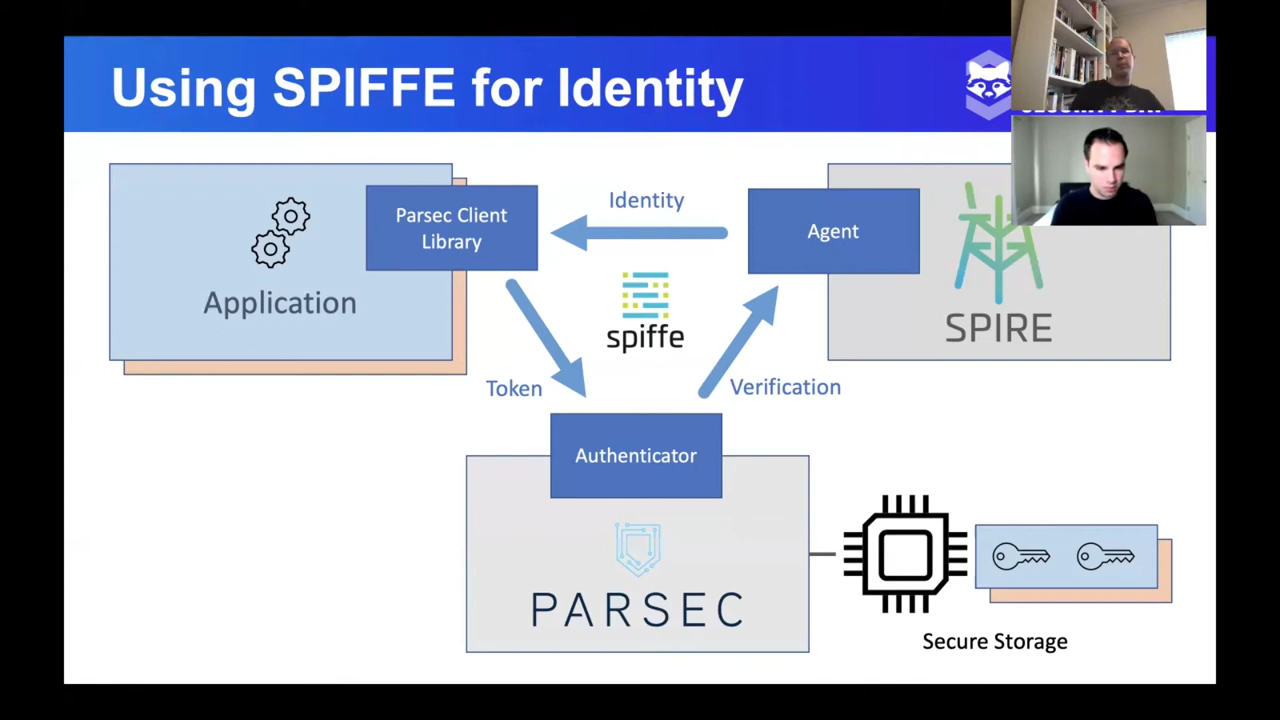 Using SPIFFE for Identity
Parsec Client
Library
Identity
Agent
Application
spiffe
SPIRE
Token
Verification
Authenticator
PARSEC
Secure Storage